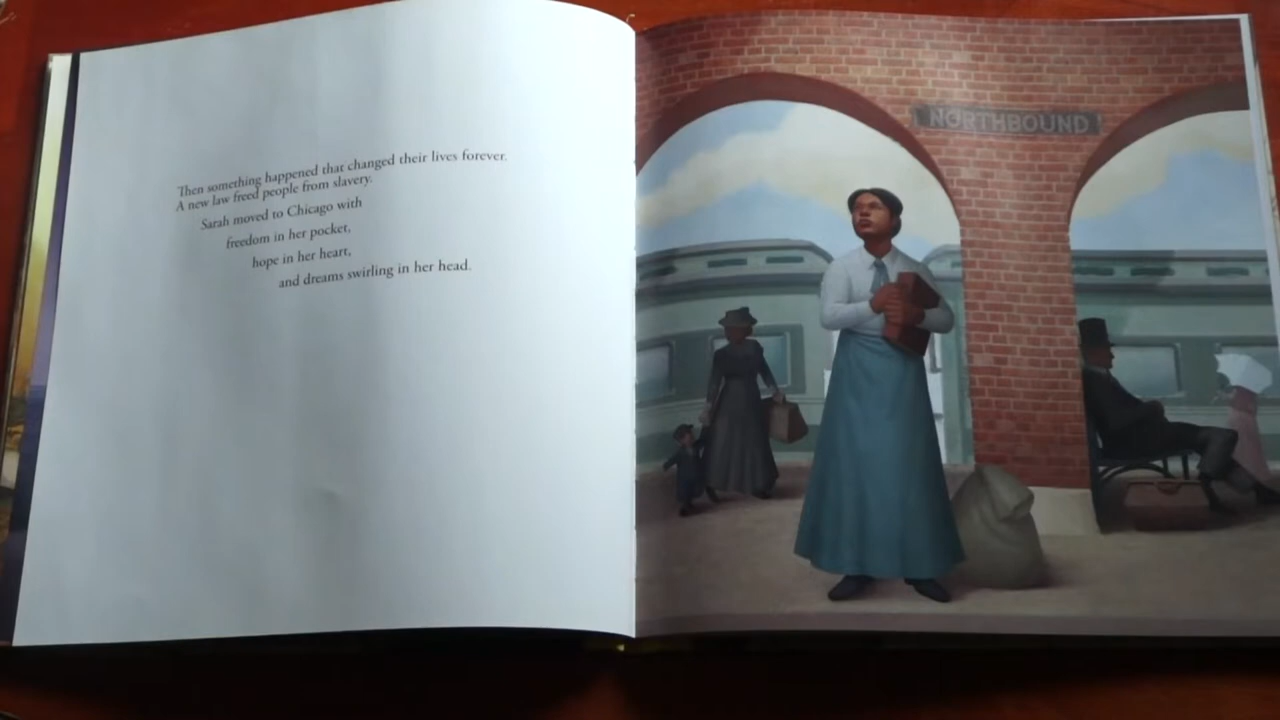 Then something happened that changed their lives forever.
A new law freed people from slavery.
Sarah moved to Chicago with
freedom in her pocket,
hope in her heart,
and dreams swirling in her head.
NORTHBOUND